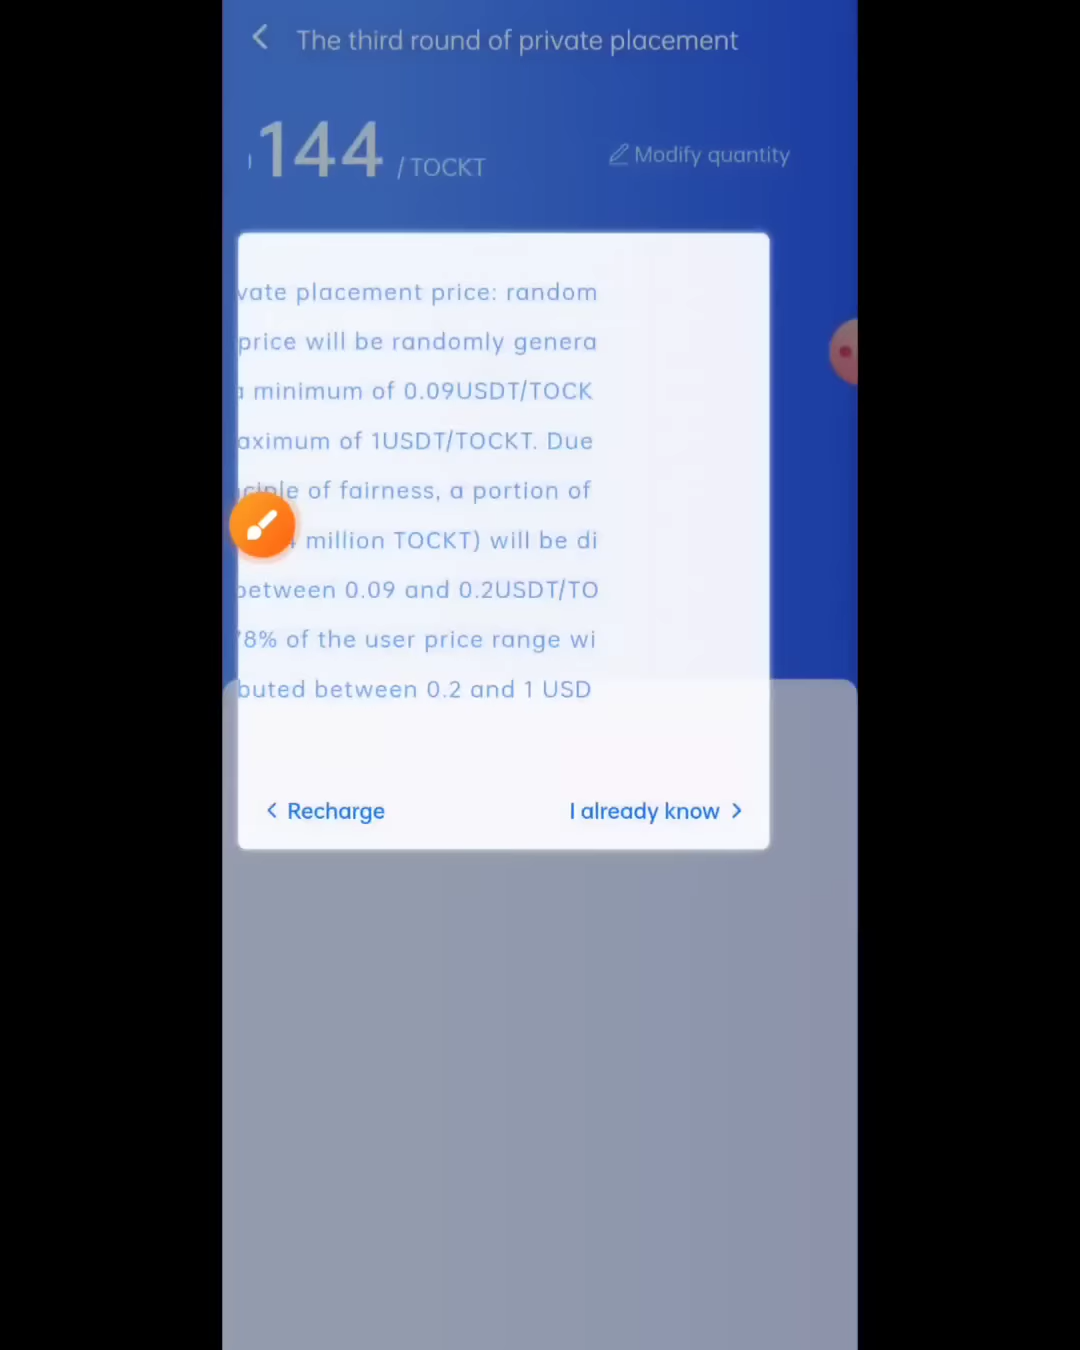 The third round of private placement
144 / TOCKT
Modify quantity
vate placement price: random
price will be randomly genera
a minimum of 0.09USDT/TOCK
aximum of 1USDT/TOCKT. Due
of fairness, a portion of
million TOCKT) will be di
between 0.09 and 0.2USDT/TO
78% of the user price range wi
buted between 0.2 and 1 USD
Recharge
I already know